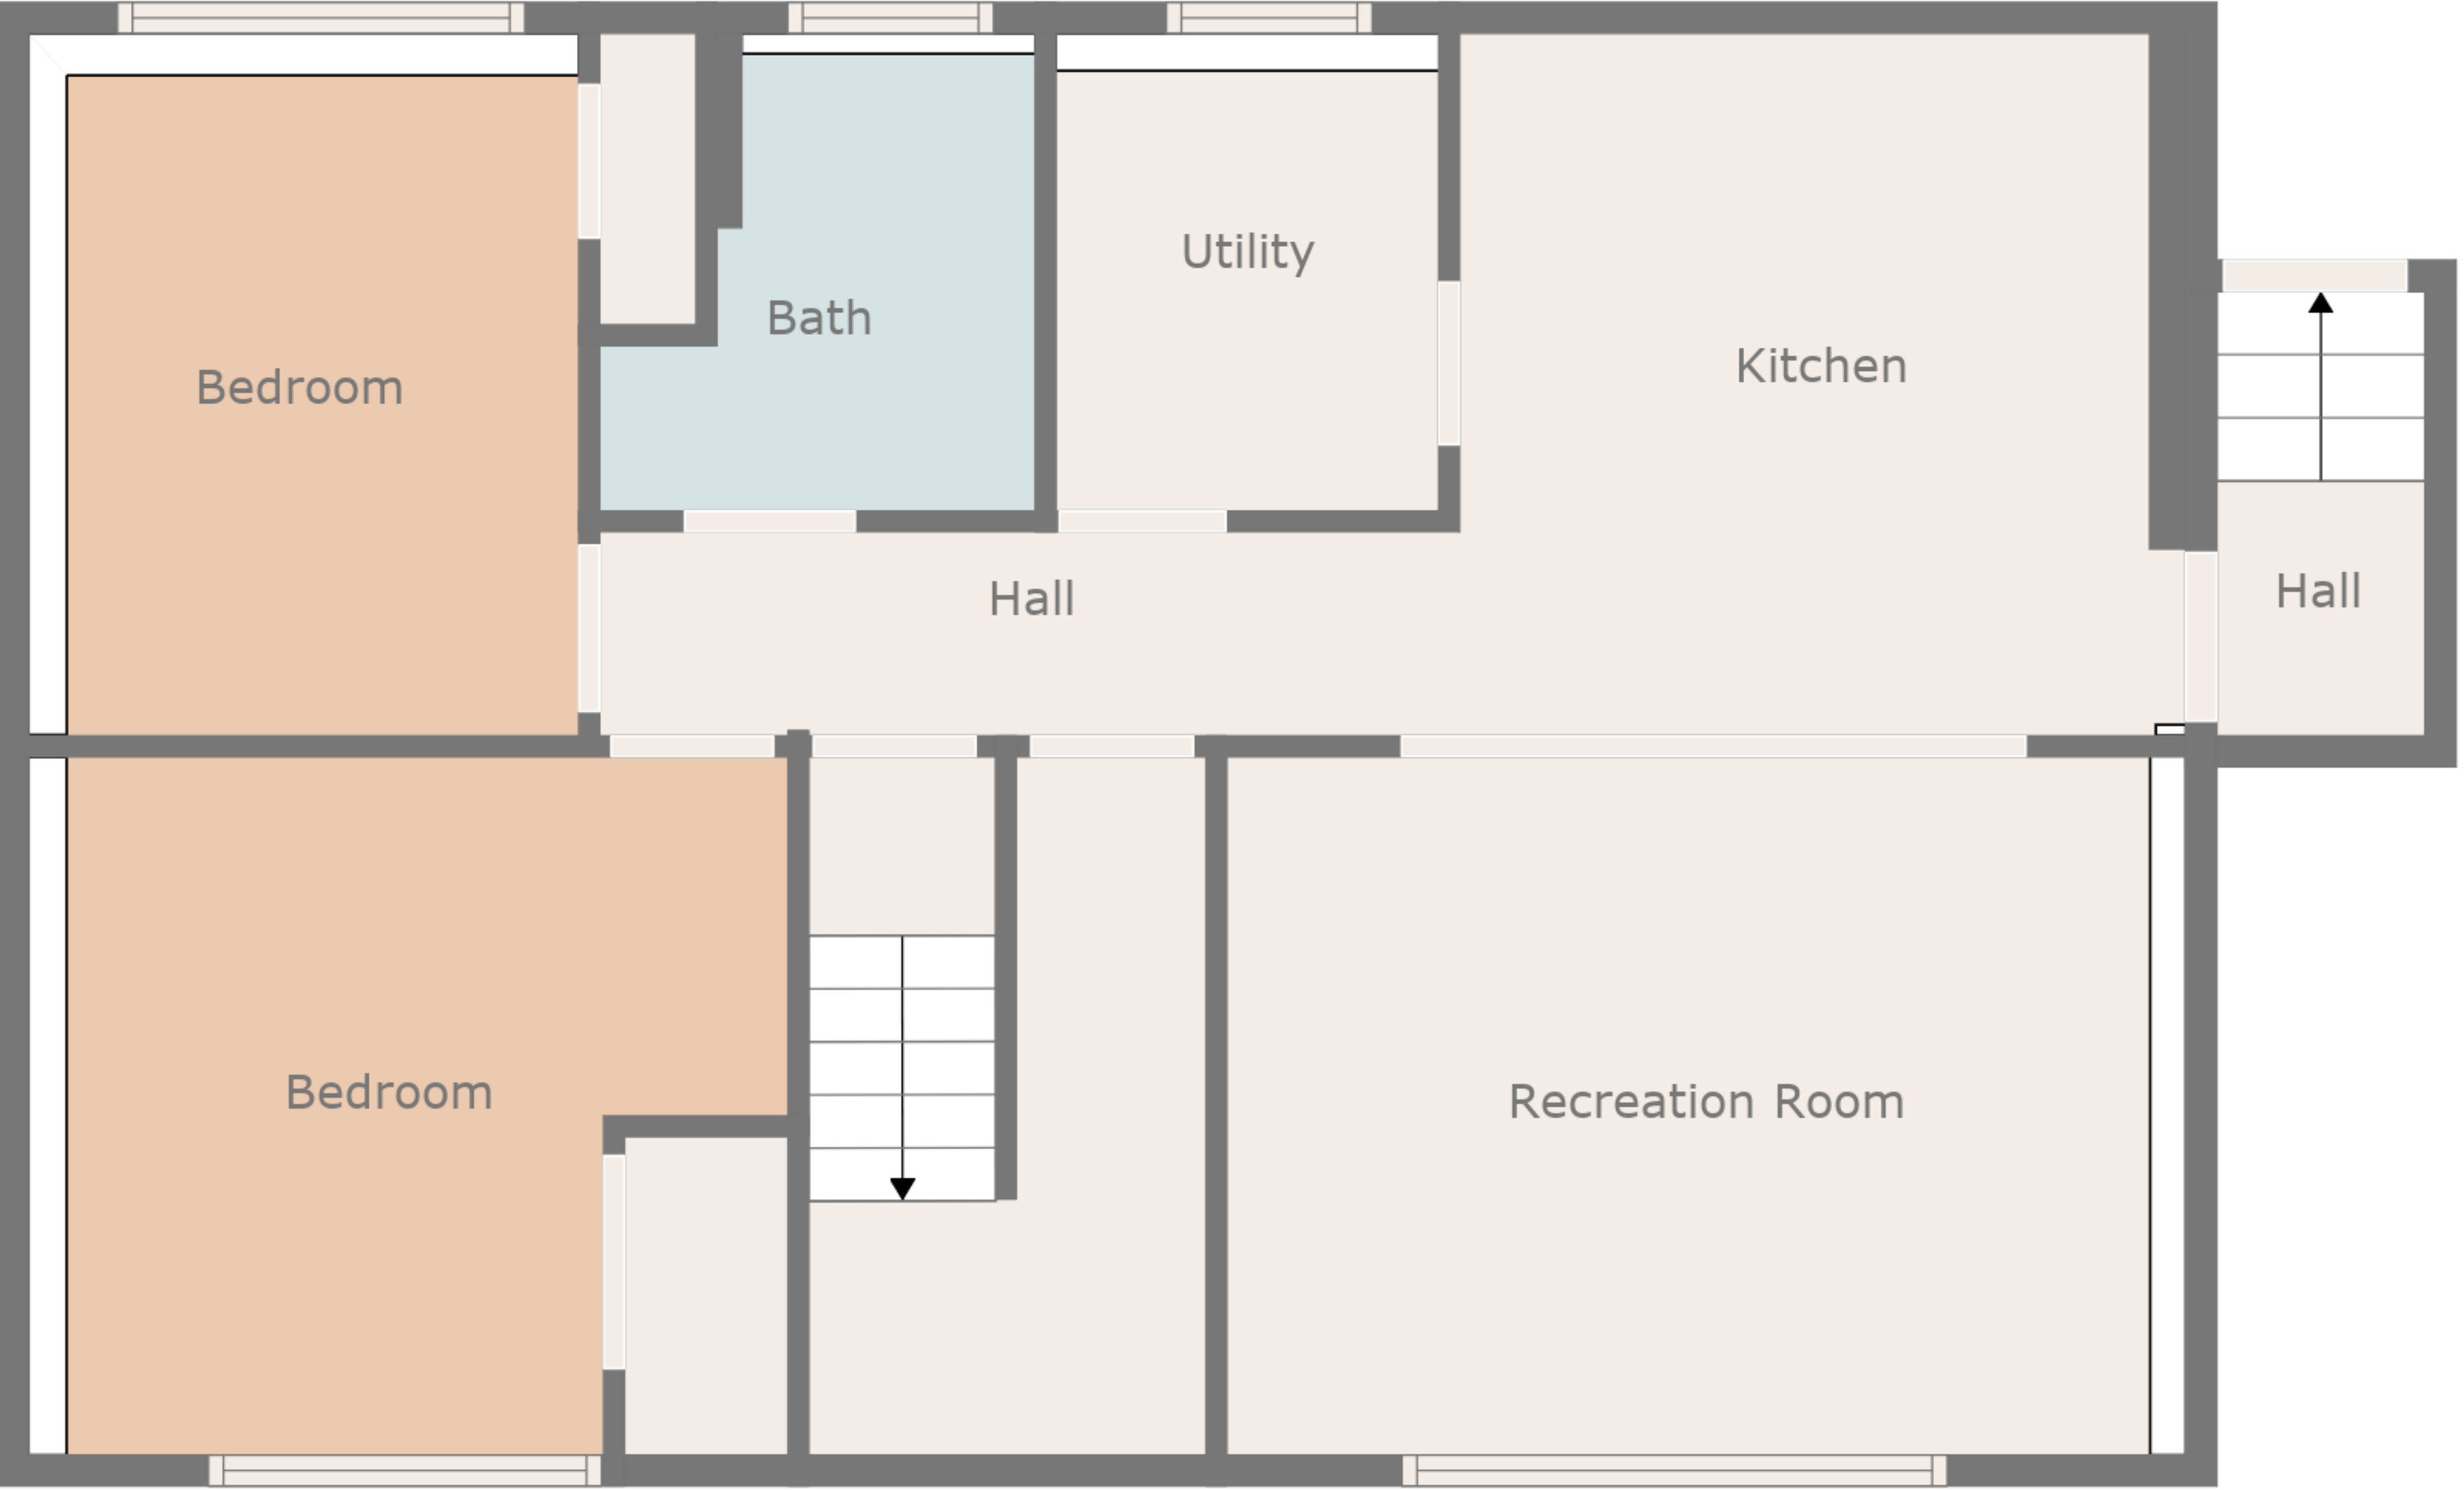 Utility
Bath
Kitchen
Bedroom
Hall
Hall
Bedroom
Recreation Room